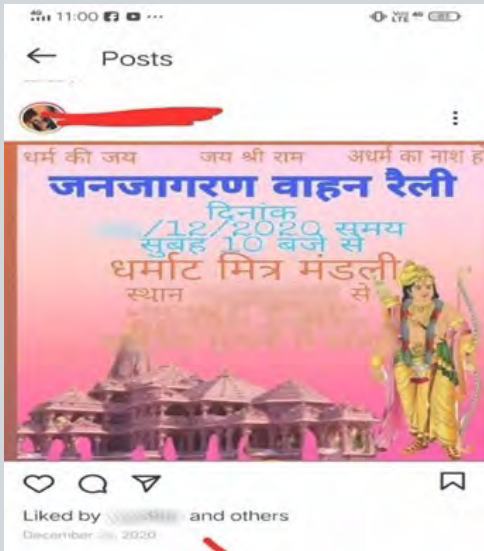 11:00
Posts
धर्म की जय जय श्री राम अधर्म का नाश ह
जनजागरण वाहन रैली
दिनांक
/12/2020 समय
सुबह 10 बजे से
धर्माट मित्र मंडली
स्थान से
Liked by and others
December 2020